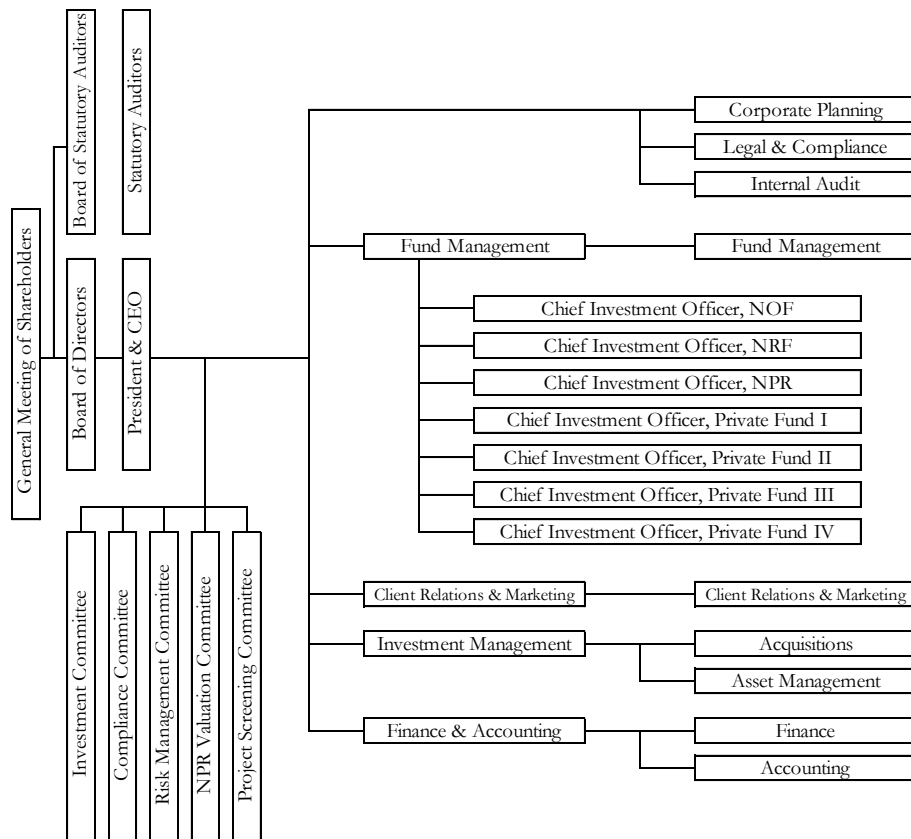 General Meeting of Shareholders
Board of Statutory Auditors
Statutory Auditors
Board of Directors
President & CEO
Investment Committee
Compliance Committee
Risk Management Committee
NPR Valuation Committee
Project Screening Committee
Corporate Planning
Legal & Compliance
Internal Audit
Fund Management
Fund Management
Chief Investment Officer, NOF
Chief Investment Officer, NRF
Chief Investment Officer, NPR
Chief Investment Officer, Private Fund I
Chief Investment Officer, Private Fund II
Chief Investment Officer, Private Fund III
Chief Investment Officer, Private Fund IV
Client Relations & Marketing
Client Relations & Marketing
Investment Management
Acquisitions
Asset Management
Finance & Accounting
Finance
Accounting